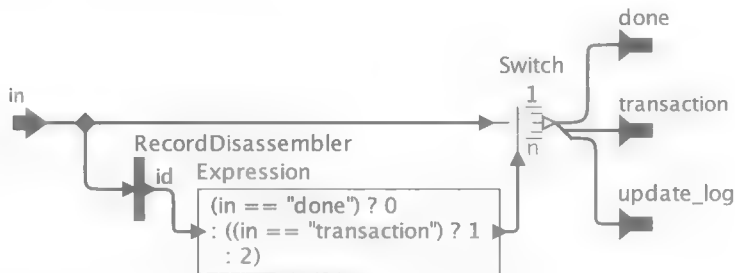 done
Switch
in
1
transaction
n
RecordDisassembler
id
Expression
(in == "done") ? 0
: ((in == "transaction") ? 1
: 2)
update_log